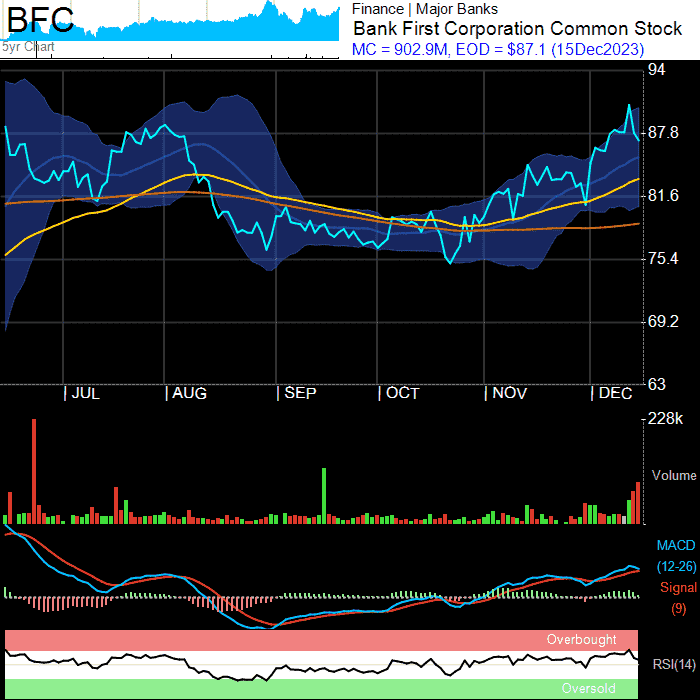 BFC
5yr Chart
Finance | Major Banks
Bank First Corporation Common Stock
MC = 902.9M, EOD = $87.1 (15Dec2023)
94
87.8
81.6
75.4
69.2
63
JUL
AUG
SEP
OCT
NOV
DEC
228k
Volume
MACD
(12-26)
Signal
(9)
Overbought
RSI(14)
Oversold